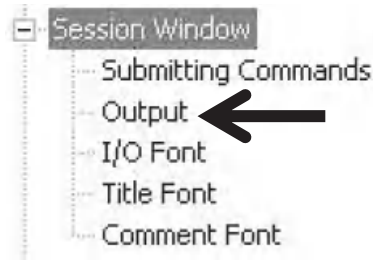 Session Window
Submitting Commands
Output
I/O Font
Title Font
Comment Font